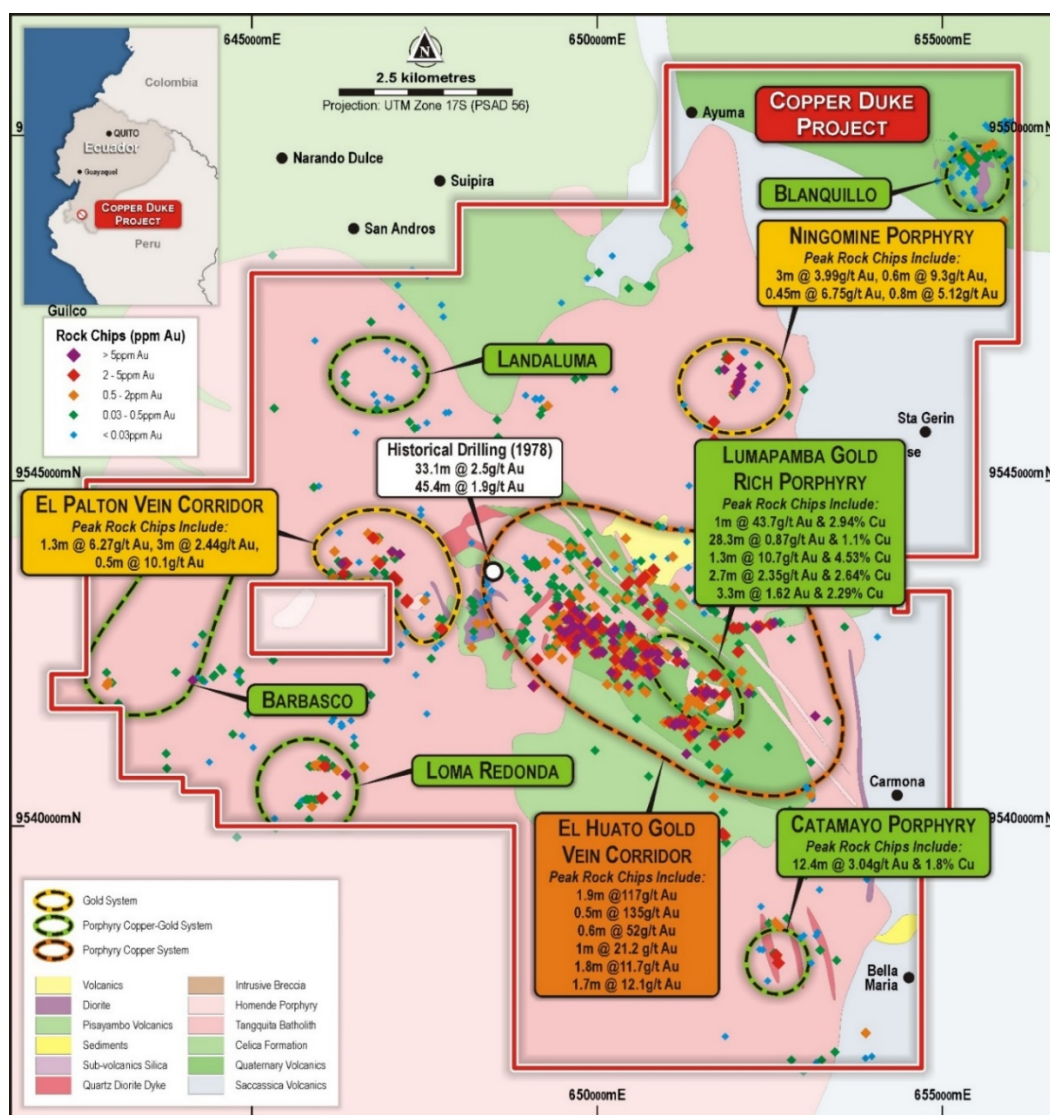 645000mE
650000mE
655000mE
N
2.5 kilometres
Projection: UTM Zone 17S (PSAD 56)
Colombia
QUITO
Ecuador
Guayaquel
COPPER DUKE
PROJECT
Peru
COPPER DUKE
PROJECT
Ayuma
9550000mN
Narando Dulce
Suipira
San Andros
BLANQUILLO
NINGOMINE PORPHYRY
Peak Rock Chips Include:
3m @ 3.99g/t Au, 0.6m @ 9.3g/t Au,
0.45m @ 6.75g/t Au, 0.8m @ 5.12g/t Au
Guilco
Rock Chips (ppm Au)
> 5ppm Au
2 - 5ppm Au
0.5 - 2ppm Au
0.03 - 0.5ppm Au
< 0.03ppm Au
LANDALUMA
Sta Gerin
se
Historical Drilling (1978)
33.1m @ 2.5g/t Au
45.4m @ 1.9g/t Au
LUMAPAMBA GOLD
RICH PORPHYRY
Peak Rock Chips Include:
1m @ 43.7g/t Au & 2.94% Cu
28.3m @ 0.87g/t Au & 1.1% Cu
1.3m @ 10.7g/t Au & 4.53% Cu
2.7m @ 2.35g/t Au & 2.64% Cu
3.3m @ 1.62 Au & 2.29% Cu
9545000mN
9545000mN
EL PALTON VEIN CORRIDOR
Peak Rock Chips Include:
1.3m @ 6.27g/t Au, 3m @ 2.44g/t Au,
0.5m @ 10.1g/t Au
BARBASCO
LOMA REDONDA
Carmona
9540000mN
9540000mN
EL HUATO GOLD
VEIN CORRIDOR
Peak Rock Chips Include:
1.9m @117g/t Au
0.5m @ 135g/t Au
0.6m @ 52g/t Au
1m @ 21.2 g/t Au
1.8m @11.7g/t Au
1.7m @ 12.1g/t Au
CATAMAYO PORPHYRY
Peak Rock Chips Include:
12.4m @ 3.04g/t Au & 1.8% Cu
Bella
Maria
Gold System
Porphyry Copper-Gold System
Porphyry Copper System
Volcanics
Diorite
Pisayambo Volcanics
Sediments
Sub-volcanics Silica
Quartz Diorite Dyke
Intrusive Breccia
Homende Porphyry
Tangquita Batholith
Celica Formation
Quaternary Volcanics
Saccassica Volcanics
650000mE
655000mE